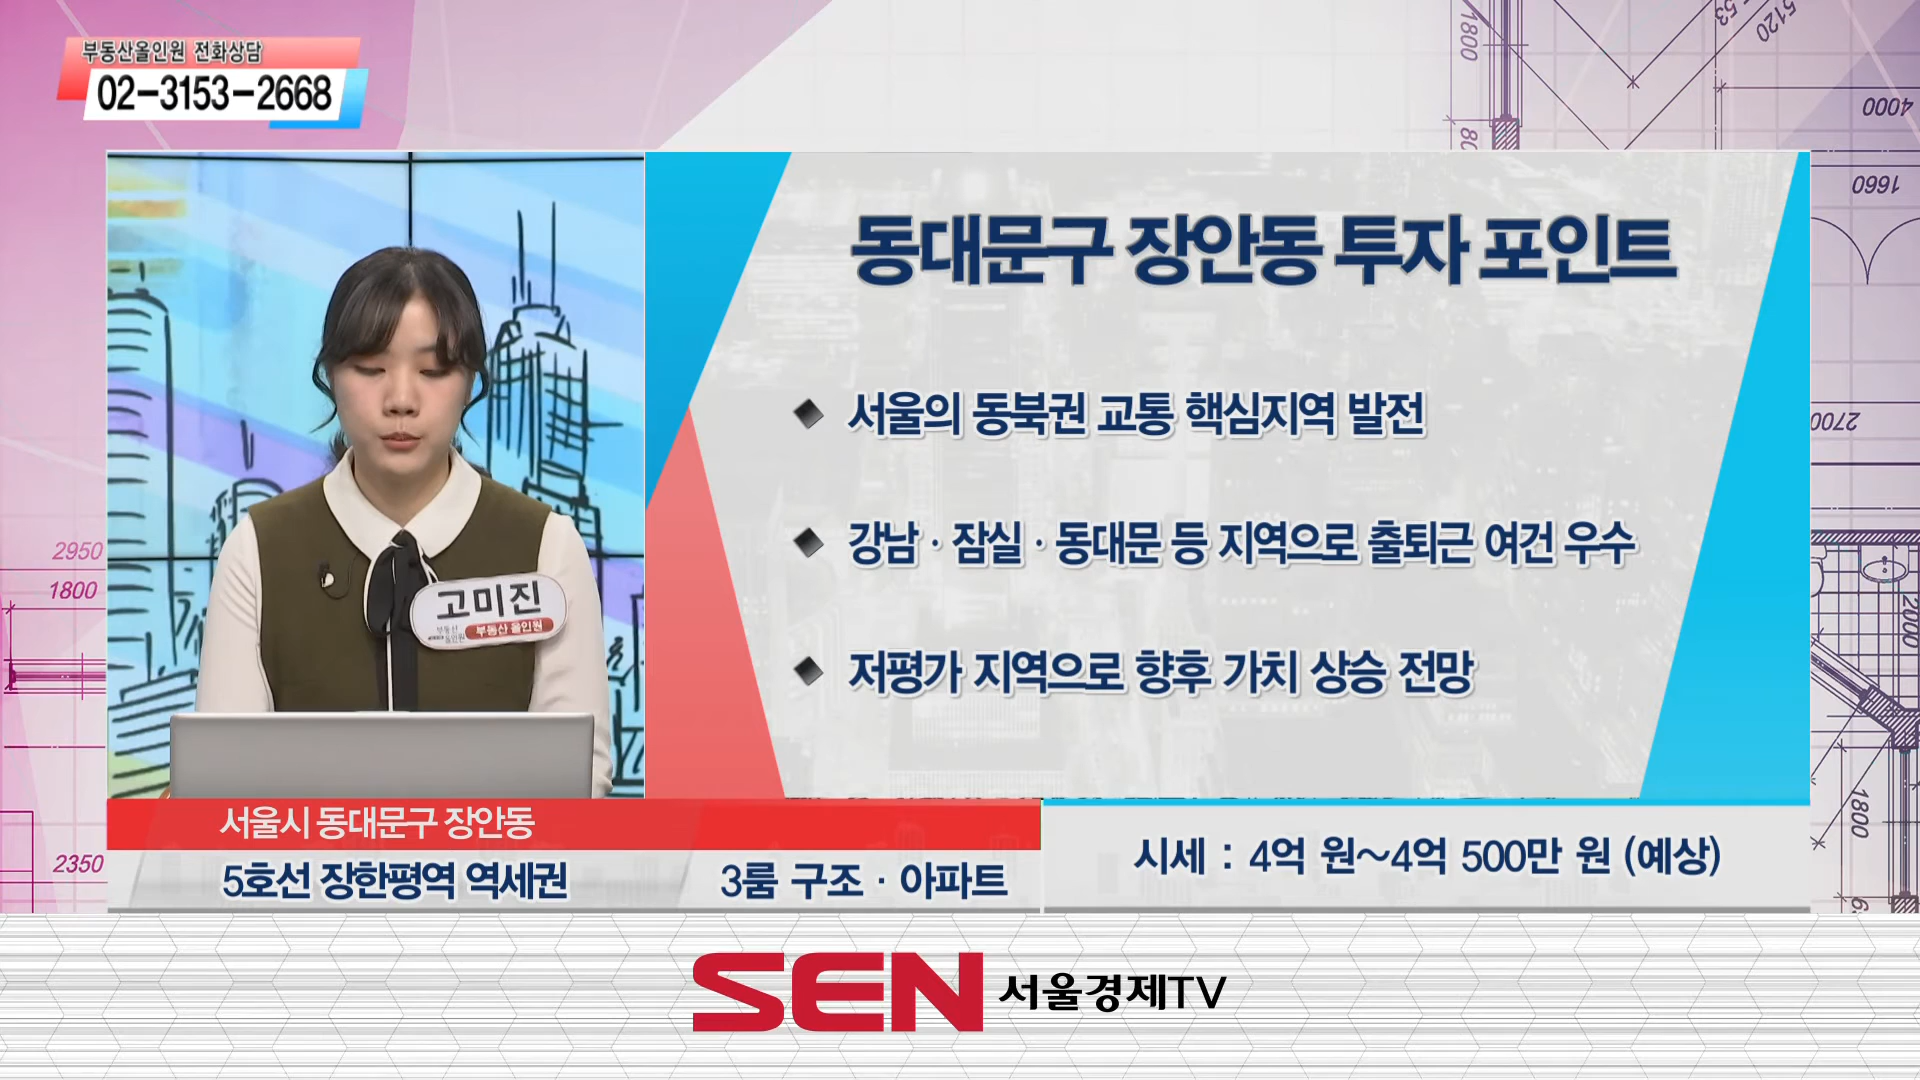 부동산올인원 전화상담
02-3153-2668
5120
1800
4000
1660
2700
2000
1800
2950
1800
2350
동대문구 장안동 투자 포인트
서울의 동북권 교통 핵심지역 발전
강남·잠실·동대문 등 지역으로 출퇴근 여건 우수
저평가 지역으로 향후 가치 상승 전망
고미진
부동산 올인원
서울시 동대문구 장안동
5호선 장한평역 역세권
3룸 구조·아파트
시세 : 4억 원~4억 500만 원 (예상)
SEN 서울경제TV